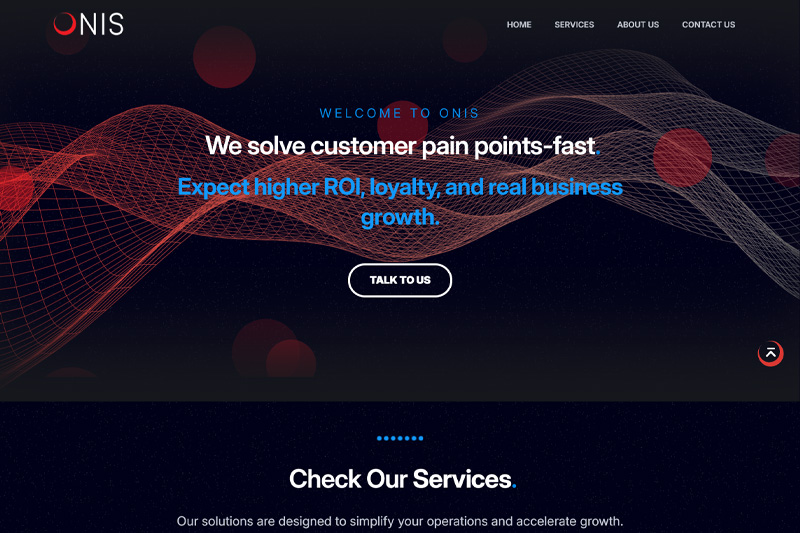 ONIS
HOME SERVICES ABOUT US CONTACT US
WELCOME TO ONIS
We solve customer pain points-fast.
Expect higher ROI, loyalty, and real business
growth.
TALK TO US
Check Our Services.
Our solutions are designed to simplify your operations and accelerate growth.